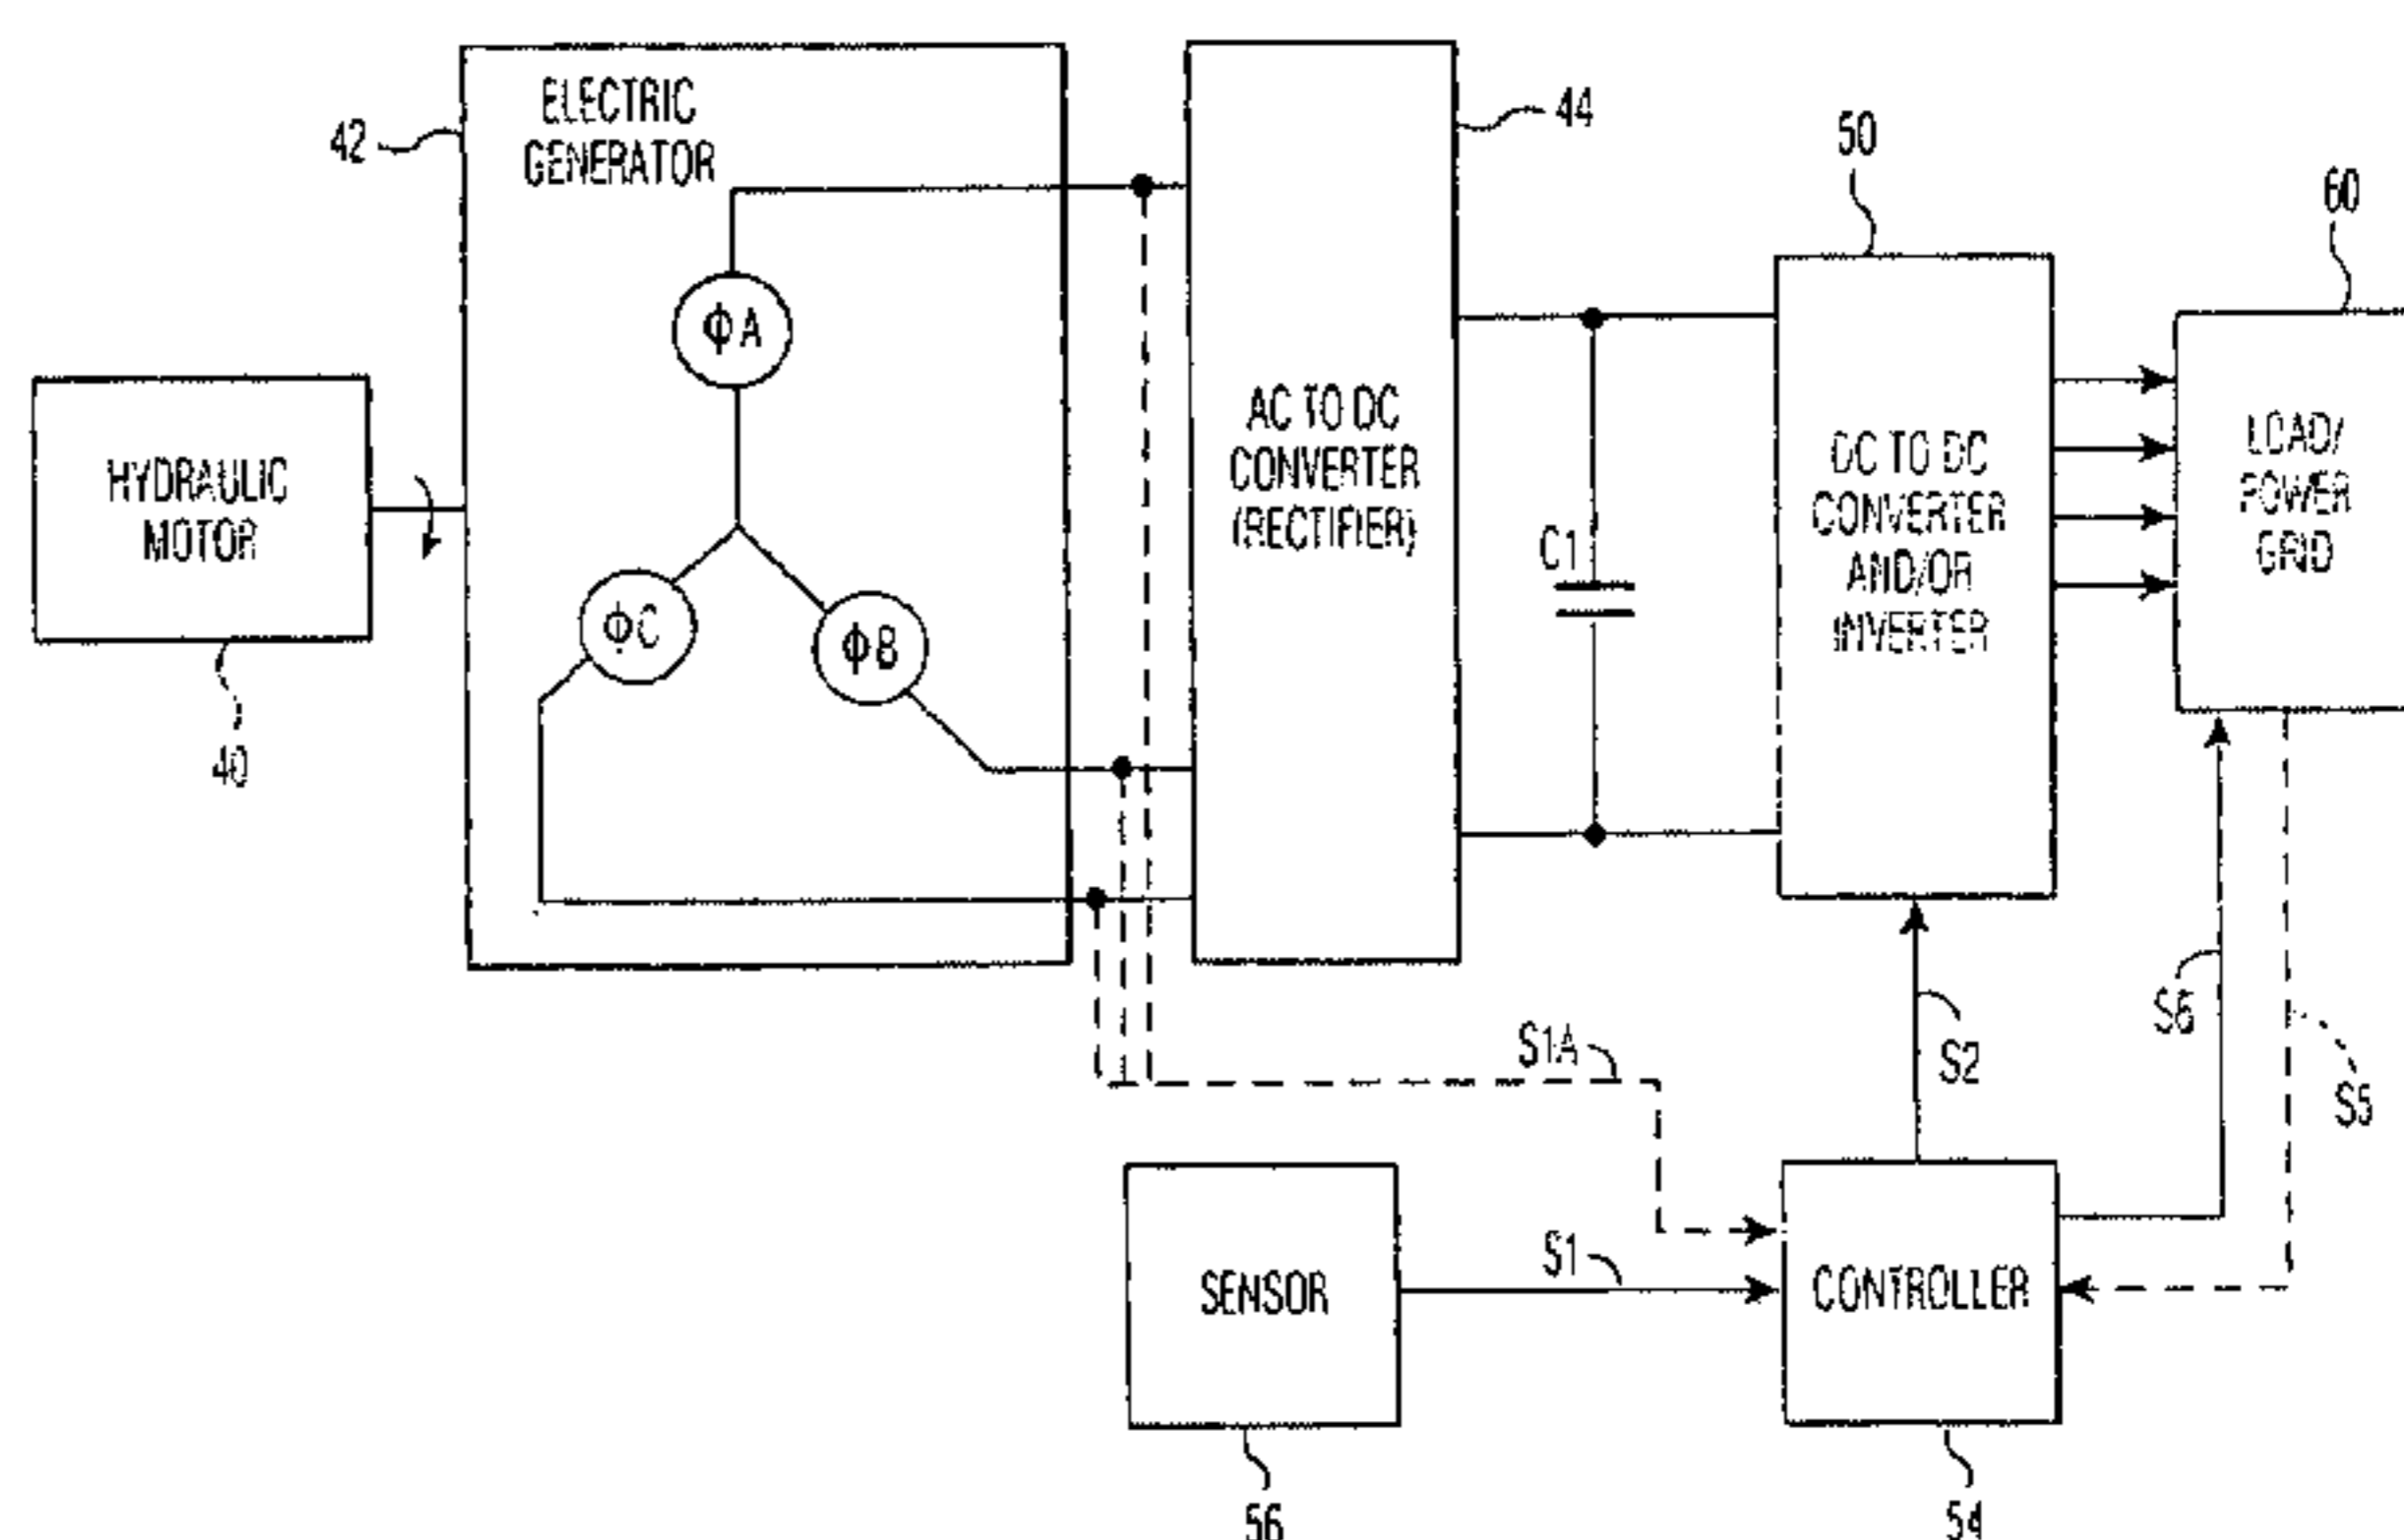 ELECTRIC
GENERATOR
42
44
50
60
ΦA
ΦC
ΦB
HYDRAULIC
MOTOR
40
AC TO DC
CONVERTER
(RECTIFIER)
C1
DC TO DC
CONVERTER
AND/OR
INVERTER
LOAD/
POWER
GRID
S1A
S2
S6
S5
SENSOR
S1
CONTROLLER
56
54